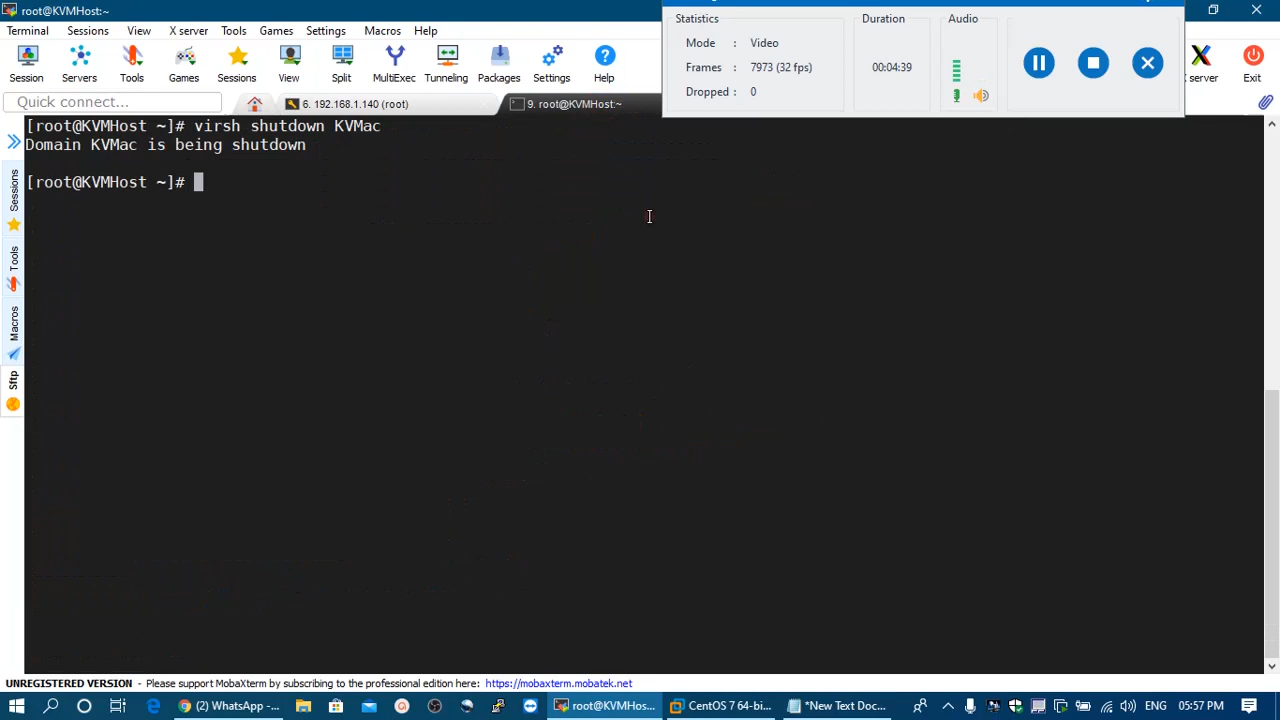 root@KVMHost:~
Terminal Sessions View X server Tools Games Settings Macros Help
Session Servers Tools Games Sessions View Split MultiExec Tunneling Packages Settings Help
server Exit
Quick connect...
6. 192.168.1.140 (root)
9. root@KVMHost:~
Statistics
Mode : Video
Frames : 7973 (32 fps)
Dropped : 0
Duration
00:04:39
Audio
[root@KVMHost ~]# virsh shutdown KVMac
Domain KVMac is being shutdown
[root@KVMHost ~]#
Sessions
Tools
Macros
Sftp
UNREGISTERED VERSION - Please support MobaXterm by subscribing to the professional edition here: https://mobaxterm.mobatek.net
(3) WhatsApp -...
root@KVMHos...
CentOS 7 64-bi...
*New Text Doc...
ENG 05:57 PM